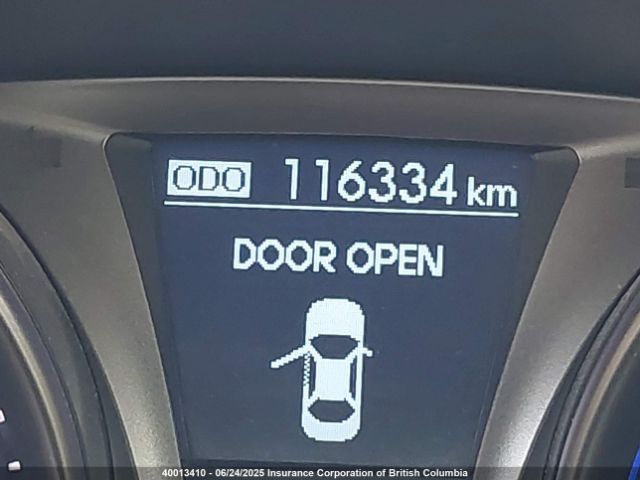 ODO 116334 km
DOOR OPEN
40013410 - 06/24/2025 Insurance Corporation of British Columbia